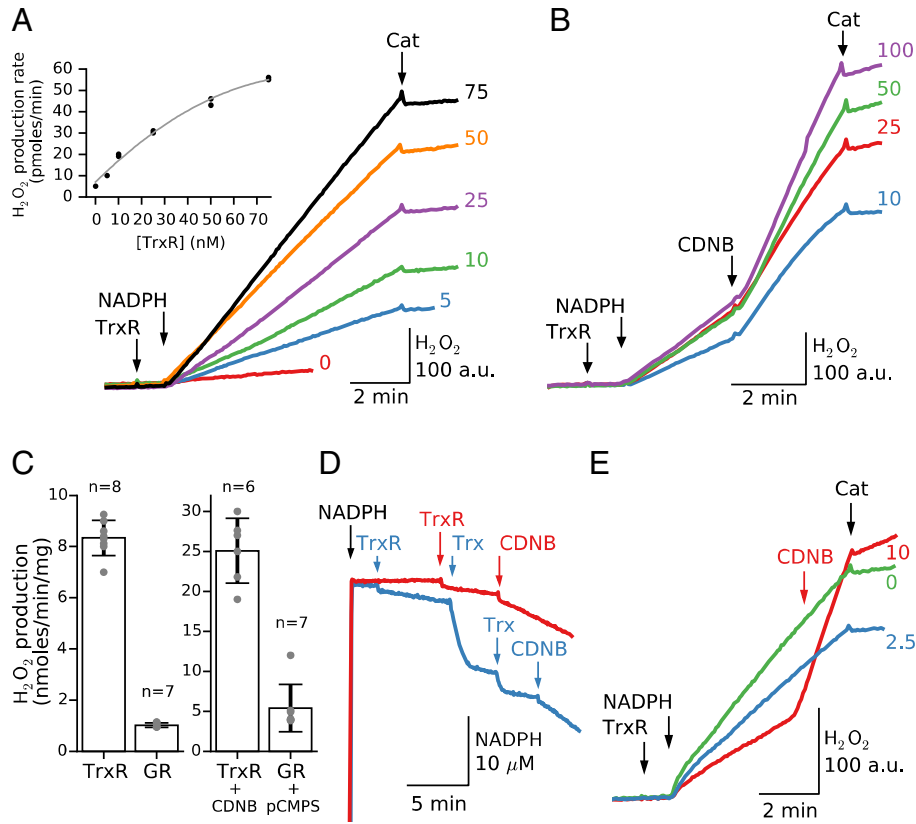 A
Cat
H₂O₂ production rate
(pmoles/min)
60
50
40
30
20
10
0
0 10 20 30 40 50 60 70
[TrxR] (nM)
75
50
25
10
5
0
NADPH
TrxR
H₂O₂
100 a.u.
2 min
B
Cat
100
50
25
10
CDNB
NADPH
TrxR
H₂O₂
100 a.u.
2 min
C
H₂O₂ production
(nmoles/min/mg)
10
8
6
4
2
0
n=8
n=7
TrxR
GR
30
25
20
15
10
5
0
n=6
n=7
TrxR
+
CDNB
GR
+
pCMPS
D
NADPH
TrxR
TrxR
Trx
CDNB
Trx
CDNB
NADPH
10 μM
5 min
E
Cat
CDNB
10
0
2.5
NADPH
TrxR
H₂O₂
100 a.u.
2 min